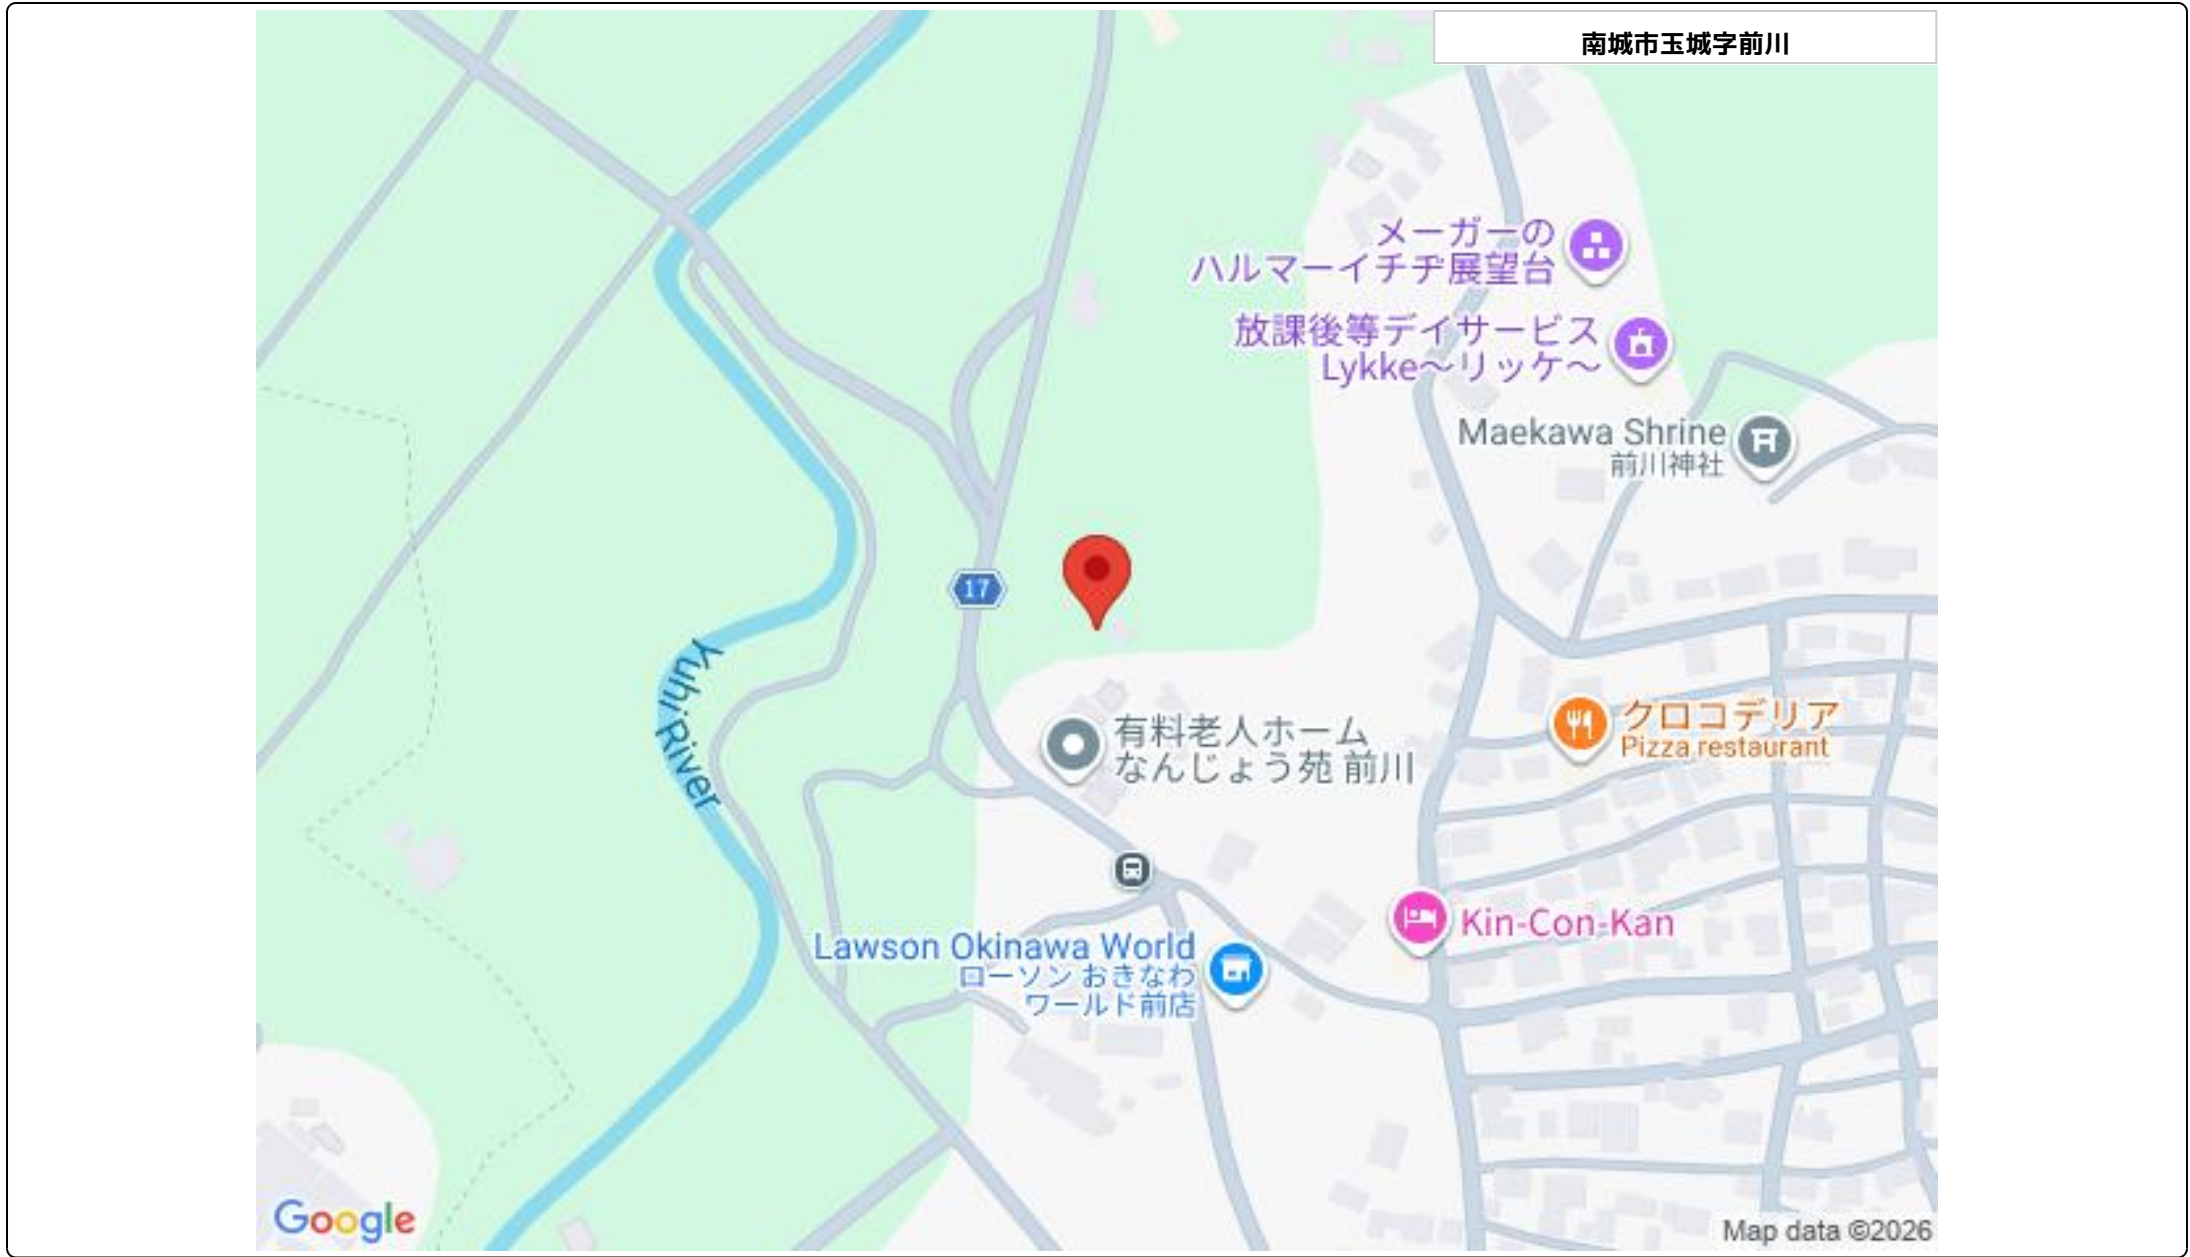 南城市玉城字前川
メーガーの
ハルマーイチヂ展望台
放課後等デイサービス
Lykke〜リッケ〜
Maekawa Shrine
前川神社
17
Yuhi River
有料老人ホーム
なんじょう苑 前川
クロコデリア
Pizza restaurant
Kin-Con-Kan
Lawson Okinawa World
ローソン おきなわ
ワールド前店
Google
Map data ©2026